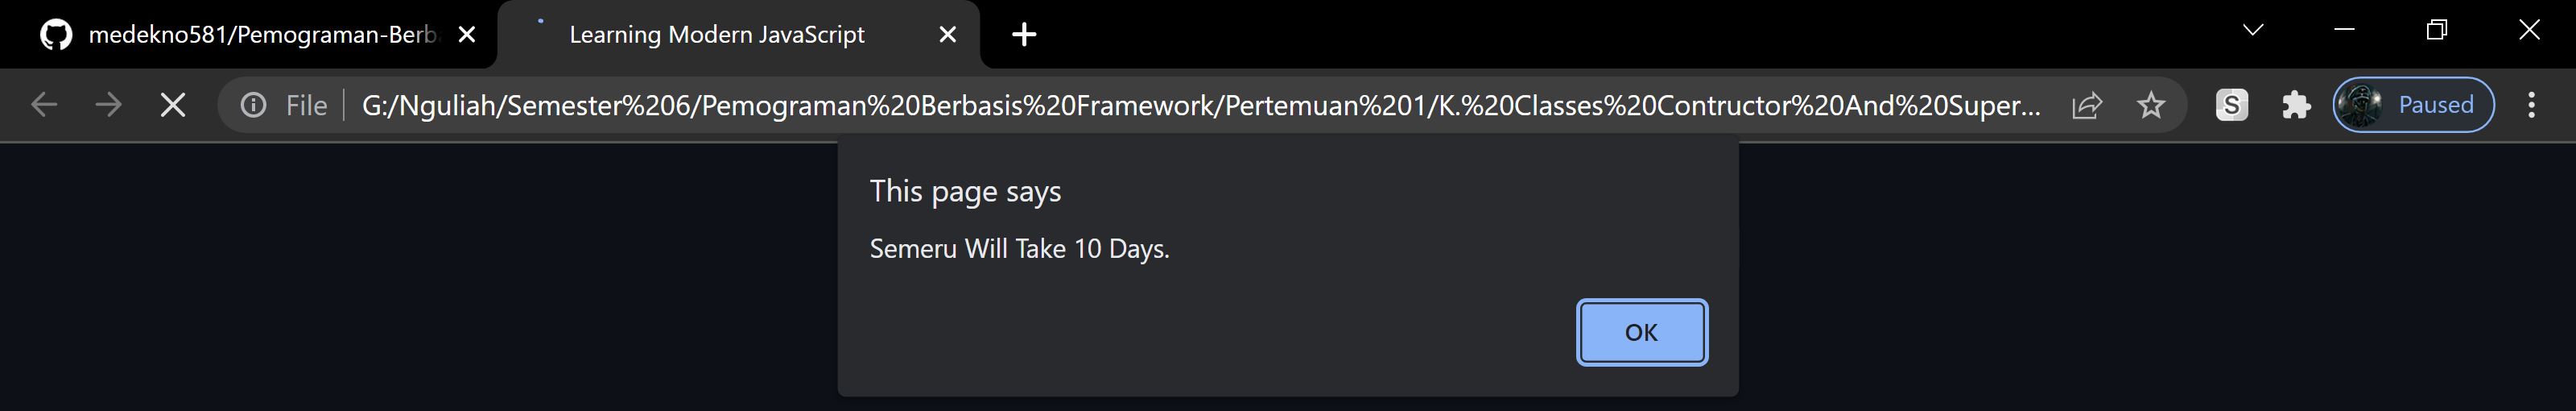 medekno581/Pemograman-Berb
Learning Modern JavaScript
File
G:/Nguliah/Semester%206/Pemograman%20Berbasis%20Framework/Pertemuan%201/K.%20Classes%20Contructor%20And%20Super...
S
Paused
This page says
Semeru Will Take 10 Days.
OK